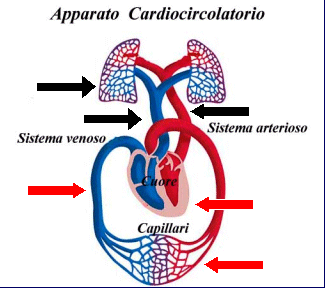 Apparato Cardiocircolatorio
Sistema venoso
Sistema arterioso
Cuore
Capillari